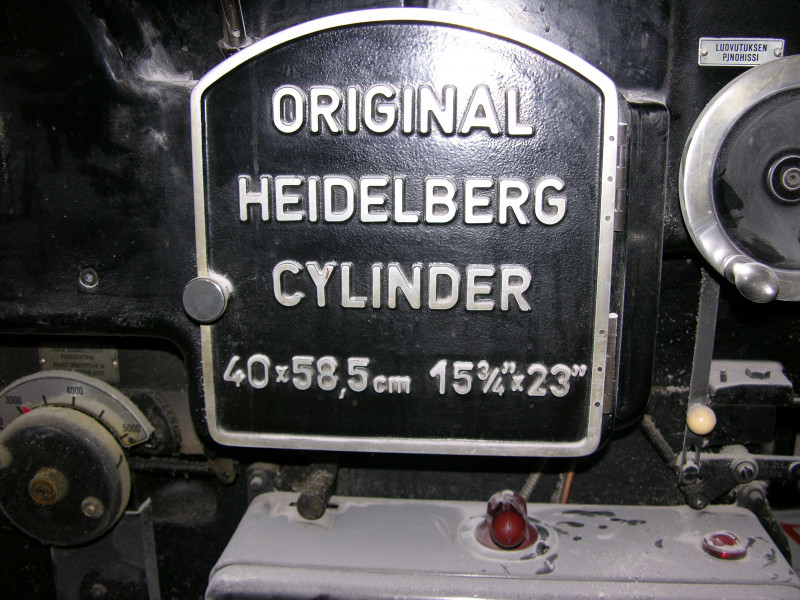 ORIGINAL
HEIDELBERG
CYLINDER
40x58,5cm 15¾"x23"
LUOVUTUKSEN
PINOHISSI
3000
4000
5000